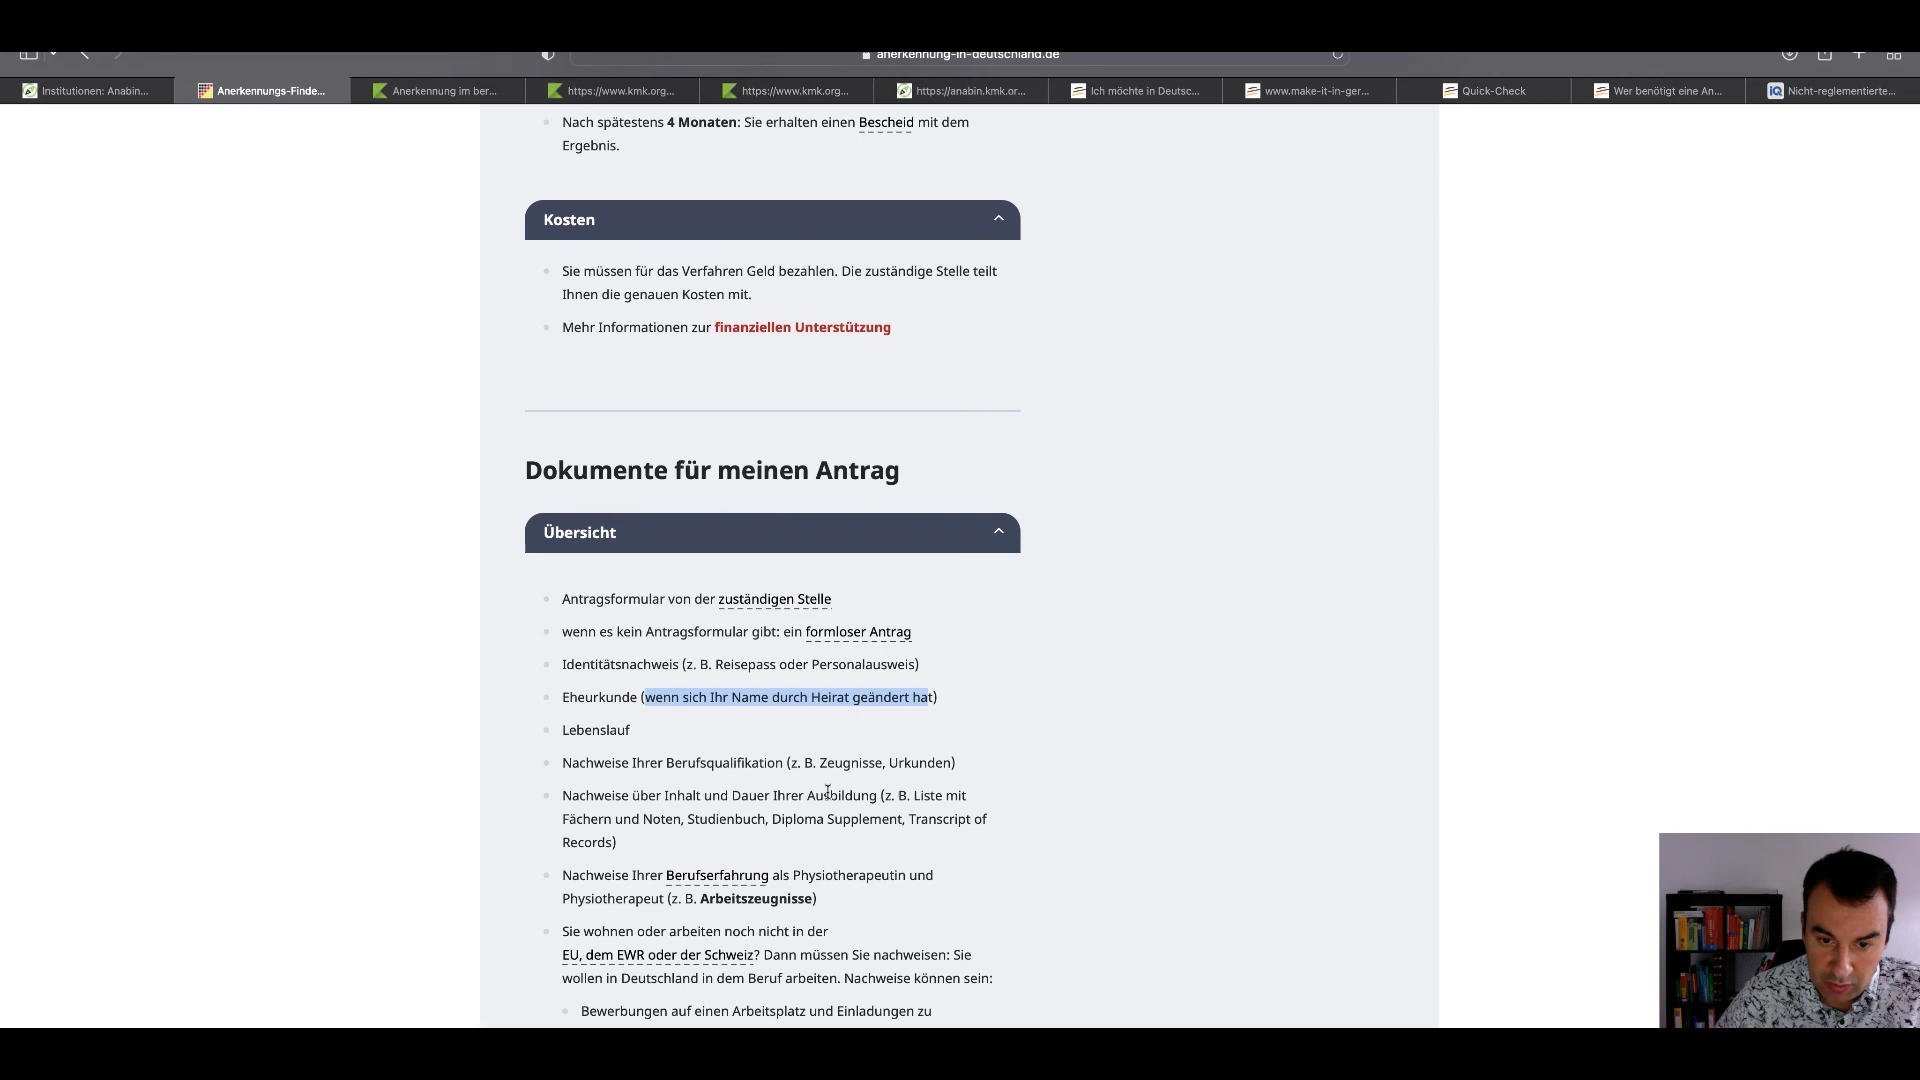 anerkennung-in-deutschland.de
Institutionen: Anabin...
Anerkennungs-Finde...
Anerkennung im ber...
https://www.kmk.org...
https://www.kmk.org...
https://anabin.kmk.or...
Ich möchte in Deutsc...
www.make-it-in-ger...
Quick-Check
Wer benötigt eine An...
Nicht-reglementierte...
Nach spätestens 4 Monaten: Sie erhalten einen Bescheid mit dem
Ergebnis.
Kosten
Sie müssen für das Verfahren Geld bezahlen. Die zuständige Stelle teilt
Ihnen die genauen Kosten mit.
Mehr Informationen zur finanziellen Unterstützung
Dokumente für meinen Antrag
Übersicht
Antragsformular von der zuständigen Stelle
wenn es kein Antragsformular gibt: ein formloser Antrag
Identitätsnachweis (z. B. Reisepass oder Personalausweis)
Eheurkunde (wenn sich Ihr Name durch Heirat geändert hat)
Lebenslauf
Nachweise Ihrer Berufsqualifikation (z. B. Zeugnisse, Urkunden)
Nachweise über Inhalt und Dauer Ihrer Ausbildung (z. B. Liste mit
Fächern und Noten, Studienbuch, Diploma Supplement, Transcript of
Records)
Nachweise Ihrer Berufserfahrung als Physiotherapeutin und
Physiotherapeut (z. B. Arbeitszeugnisse)
Sie wohnen oder arbeiten noch nicht in der
EU, dem EWR oder der Schweiz? Dann müssen Sie nachweisen: Sie
wollen in Deutschland in dem Beruf arbeiten. Nachweise können sein:
Bewerbungen auf einen Arbeitsplatz und Einladungen zu